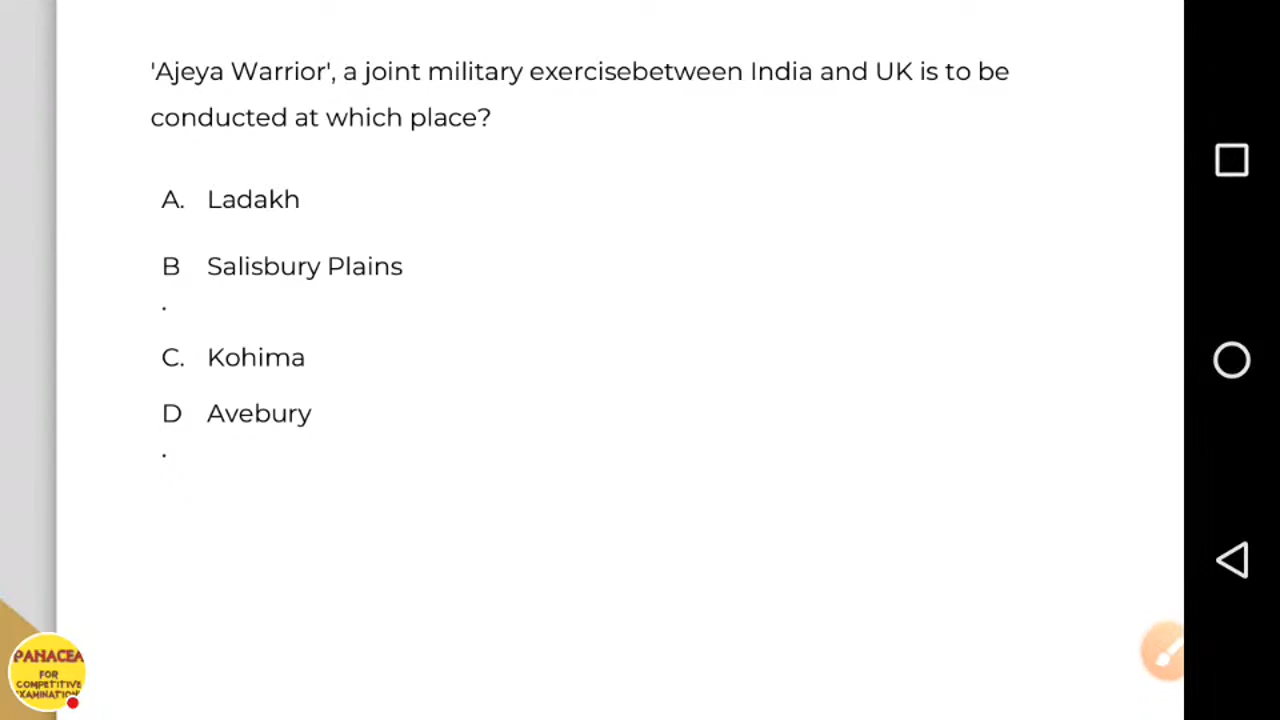 'Ajeya Warrior', a joint military exercisebetween India and UK is to be
conducted at which place?
A. Ladakh
B Salisbury Plains
.
C. Kohima
D Avebury
.
PANACEA
FOR
COMPETITIVE
EXAMINATION